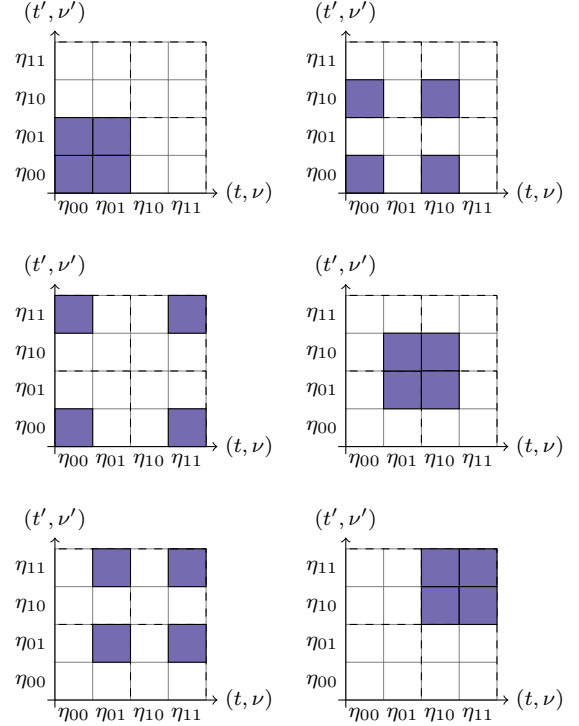 (t′, ν′) (t′, ν′)
η11 η11
η10 η10
η01 η01
η00 η00
(t, ν) (t, ν)
η00 η01 η10 η11 η00 η01 η10 η11
(t′, ν′) (t′, ν′)
η11 η11
η10 η10
η01 η01
η00 η00
(t, ν) (t, ν)
η00 η01 η10 η11 η00 η01 η10 η11
(t′, ν′) (t′, ν′)
η11 η11
η10 η10
η01 η01
η00 η00
(t, ν) (t, ν)
η00 η01 η10 η11 η00 η01 η10 η11